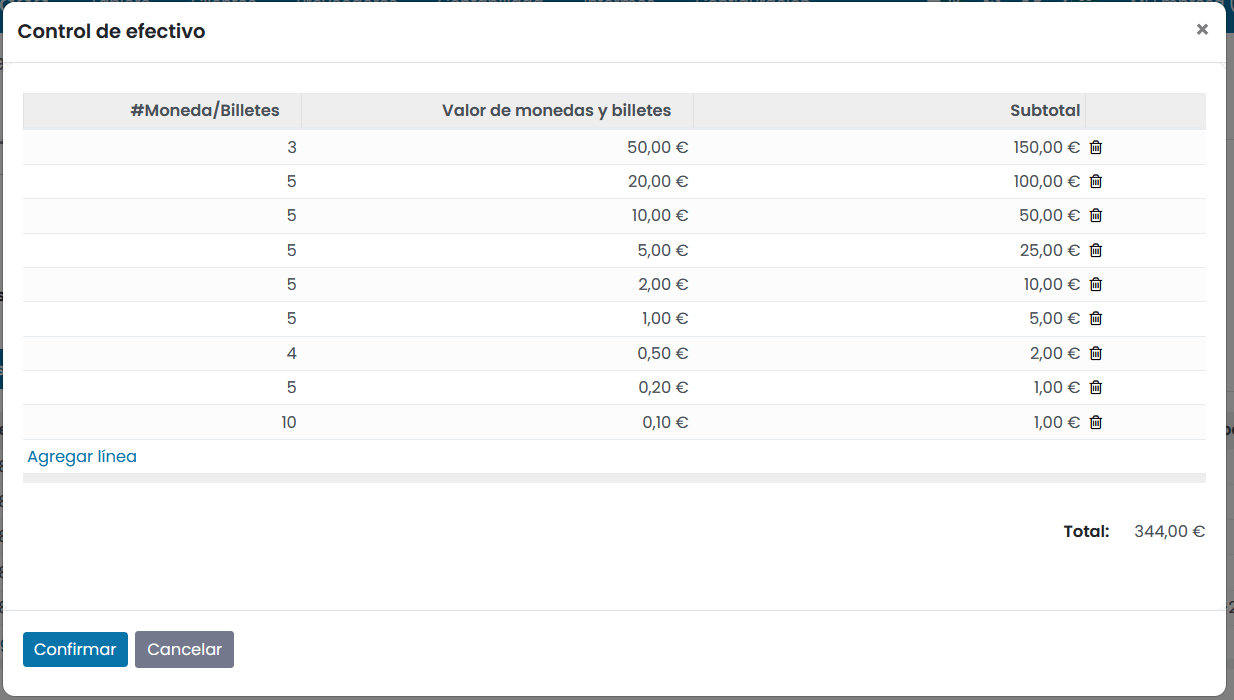 Control de efectivo ×
#Moneda/Billetes Valor de monedas y billetes Subtotal
3 50,00 € 150,00 €
5 20,00 € 100,00 €
5 10,00 € 50,00 €
5 5,00 € 25,00 €
5 2,00 € 10,00 €
5 1,00 € 5,00 €
4 0,50 € 2,00 €
5 0,20 € 1,00 €
10 0,10 € 1,00 €
Agregar línea
Total: 344,00 €
Confirmar Cancelar